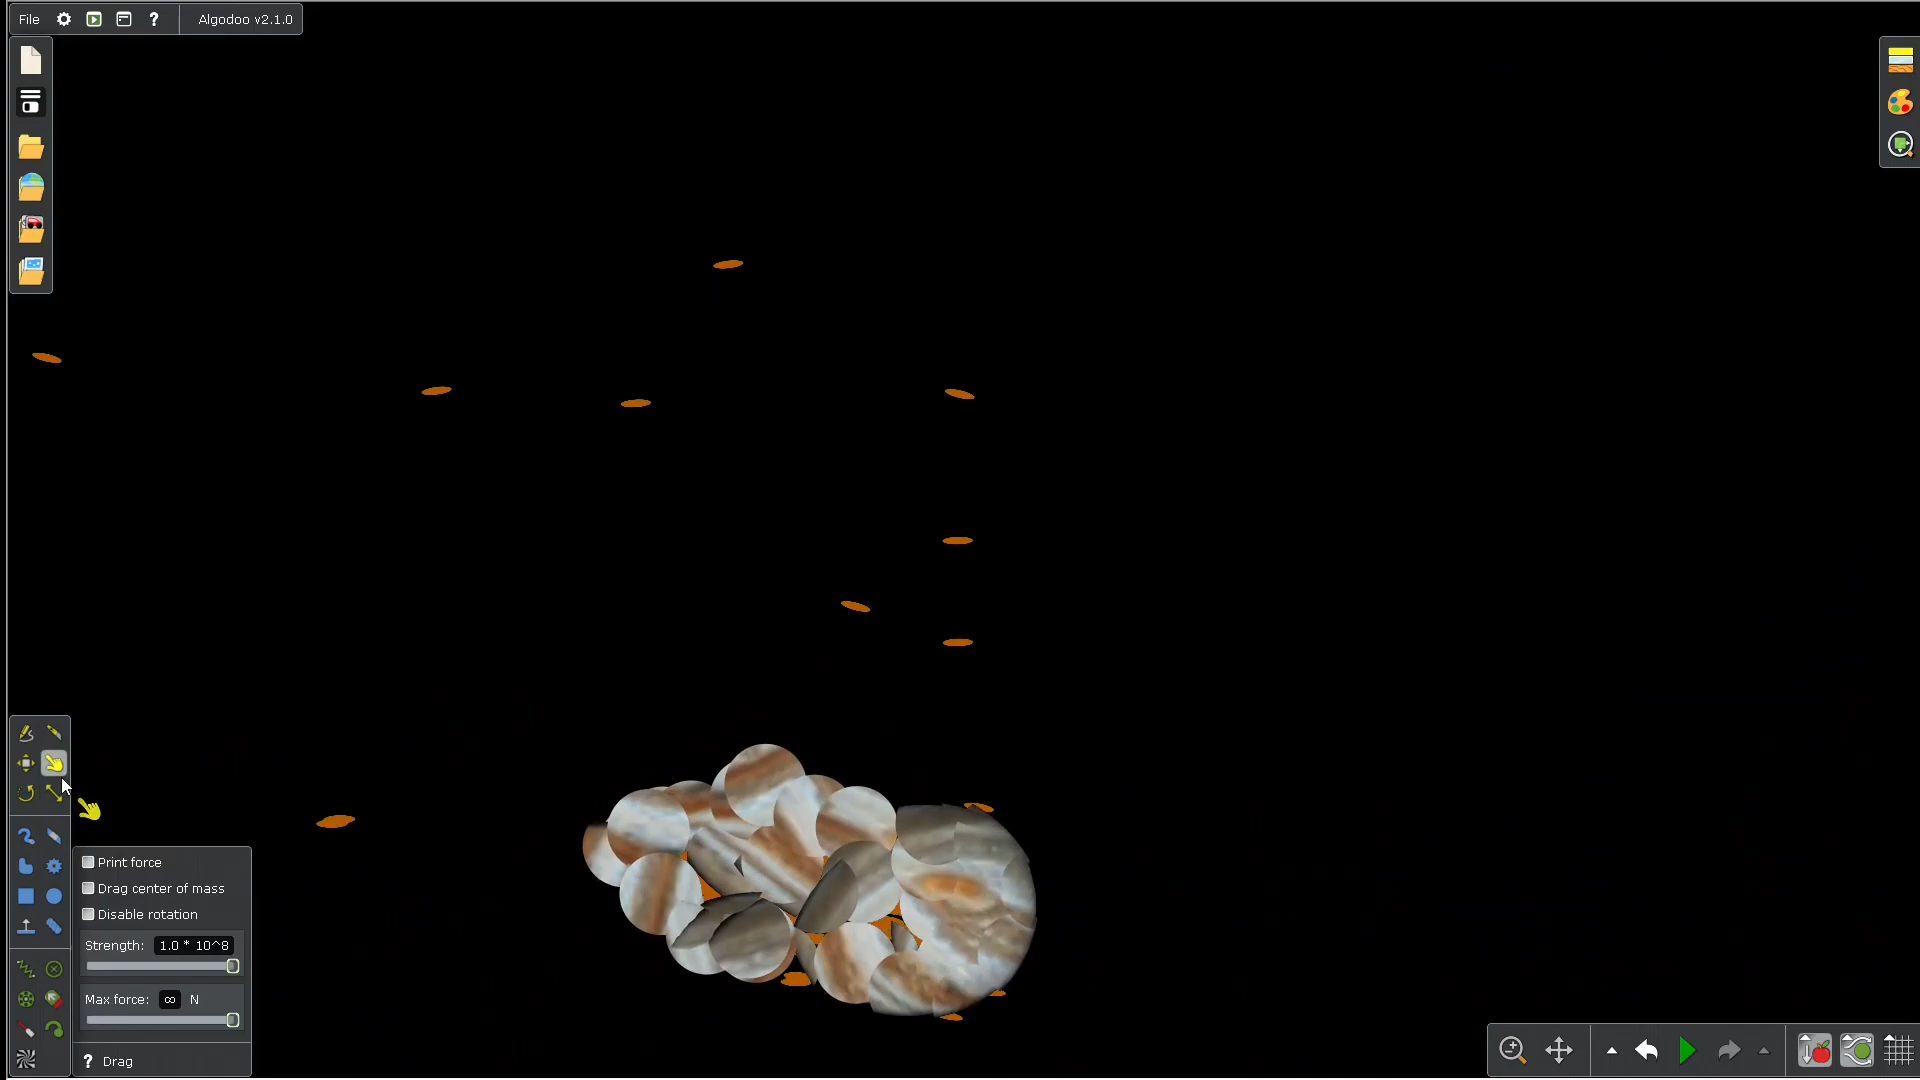 File ? Algodoo v2.1.0
Print force
Drag center of mass
Disable rotation
Strength: 1.0 * 10^8
Max force: ∞ N
? Drag